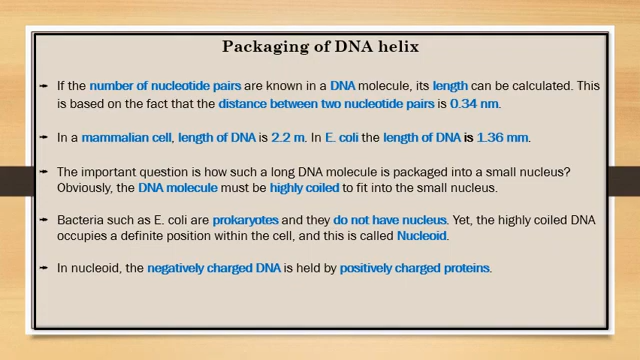 Packaging of DNA helix
If the number of nucleotide pairs are known in a DNA molecule, its length can be calculated. This
is based on the fact that the distance between two nucleotide pairs is 0.34 nm.
In a mammalian cell, length of DNA is 2.2 m. In E. coli the length of DNA is 1.36 mm.
The important question is how such a long DNA molecule is packaged into a small nucleus?
Obviously, the DNA molecule must be highly coiled to fit into the small nucleus.
Bacteria such as E. coli are prokaryotes and they do not have nucleus. Yet, the highly coiled DNA
occupies a definite position within the cell, and this is called Nucleoid.
In nucleoid, the negatively charged DNA is held by positively charged proteins.